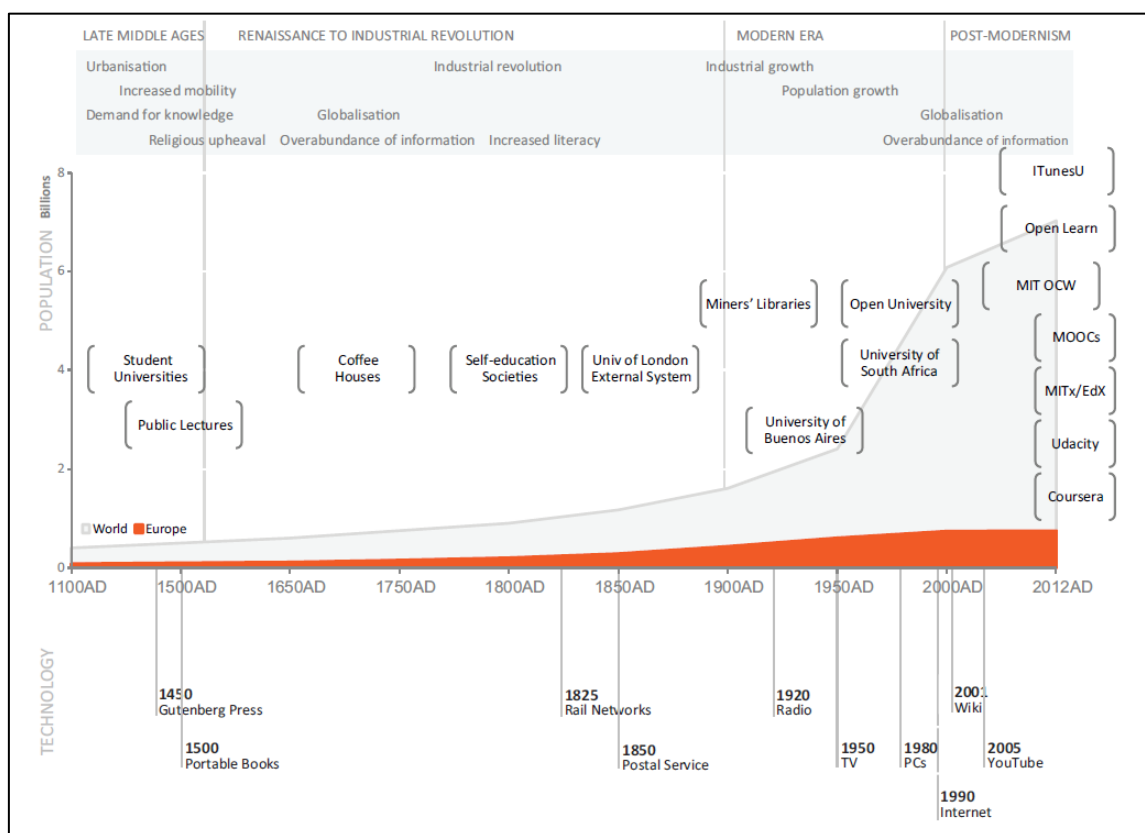 LATE MIDDLE AGES RENAISSANCE TO INDUSTRIAL REVOLUTION MODERN ERA POST-MODERNISM
Urbanisation Industrial revolution Industrial growth
Increased mobility Population growth
Demand for knowledge Globalisation Globalisation
Religious upheaval Overabundance of information Increased literacy Overabundance of information
POPULATION Billions
8
6
4
2
0
ITunesU
Open Learn
MIT OCW
Miners' Libraries
Open University
MOOCs
Student
Universities
Coffee
Houses
Self-education
Societies
Univ of London
External System
University of
South Africa
MITx/EdX
Public Lectures
University of
Buenos Aires
Udacity
Coursera
World Europe
1100AD 1500AD 1650AD 1750AD 1800AD 1850AD 1900AD 1950AD 2000AD 2012AD
TECHNOLOGY
1450
Gutenberg Press
1500
Portable Books
1825
Rail Networks
1850
Postal Service
1920
Radio
1950
TV
1980
PCs
1990
Internet
2001
Wiki
2005
YouTube